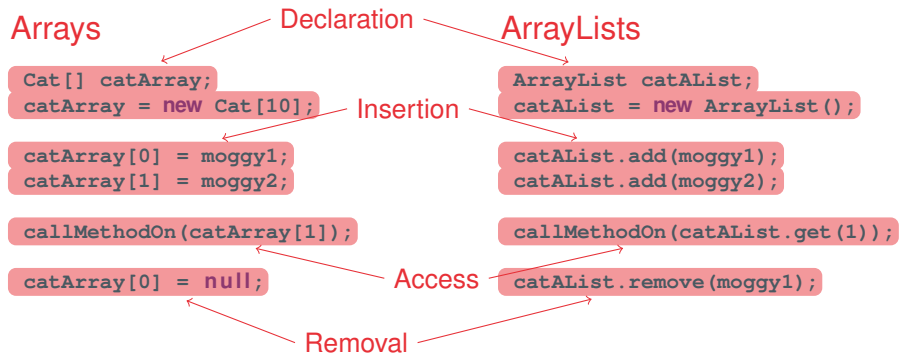 Declaration
Arrays
ArrayLists
Cat[] catArray;
catArray = new Cat[10];
ArrayList catAList;
catAList = new ArrayList();
Insertion
catArray[0] = moggy1;
catArray[1] = moggy2;
catAList.add(moggy1);
catAList.add(moggy2);
callMethodOn(catArray[1]);
callMethodOn(catAList.get(1));
Access
catArray[0] = null;
catAList.remove(moggy1);
Removal